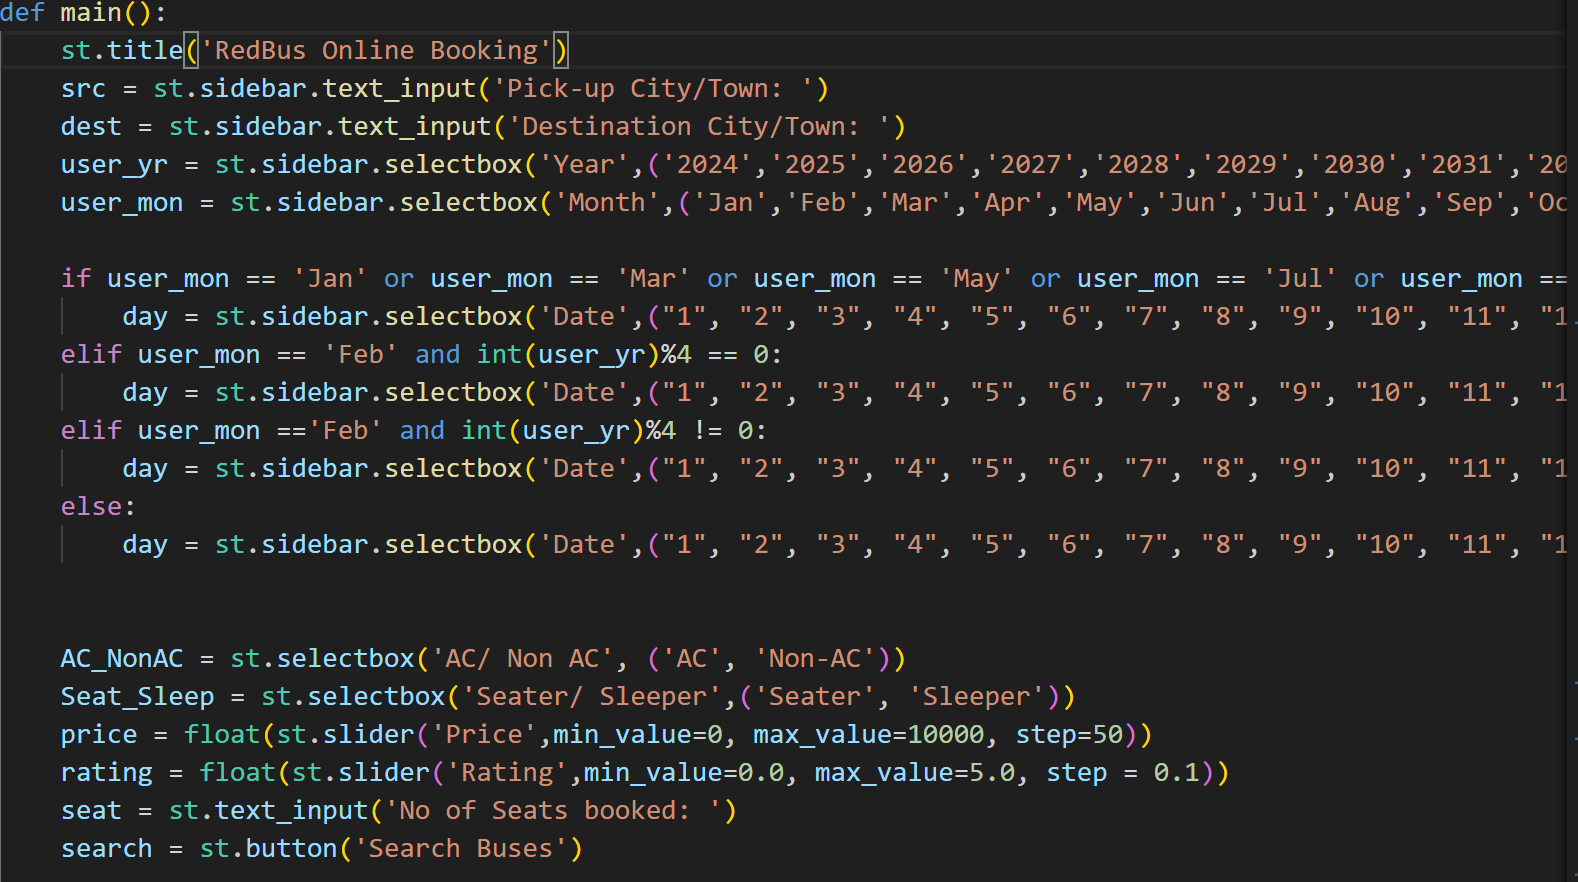 def main():
    st.title('RedBus Online Booking')
    src = st.sidebar.text_input('Pick-up City/Town: ')
    dest = st.sidebar.text_input('Destination City/Town: ')
    user_yr = st.sidebar.selectbox('Year',('2024','2025','2026','2027','2028','2029','2030','2031','20
    user_mon = st.sidebar.selectbox('Month',('Jan','Feb','Mar','Apr','May','Jun','Jul','Aug','Sep','Oc
    if user_mon == 'Jan' or user_mon == 'Mar' or user_mon == 'May' or user_mon == 'Jul' or user_mon ==
        day = st.sidebar.selectbox('Date',("1", "2", "3", "4", "5", "6", "7", "8", "9", "10", "11", "1
    elif user_mon == 'Feb' and int(user_yr)%4 == 0:
        day = st.sidebar.selectbox('Date',("1", "2", "3", "4", "5", "6", "7", "8", "9", "10", "11", "1
    elif user_mon =='Feb' and int(user_yr)%4 != 0:
        day = st.sidebar.selectbox('Date',("1", "2", "3", "4", "5", "6", "7", "8", "9", "10", "11", "1
    else:
        day = st.sidebar.selectbox('Date',("1", "2", "3", "4", "5", "6", "7", "8", "9", "10", "11", "1
    AC_NonAC = st.selectbox('AC/ Non AC', ('AC', 'Non-AC'))
    Seat_Sleep = st.selectbox('Seater/ Sleeper',('Seater', 'Sleeper'))
    price = float(st.slider('Price',min_value=0, max_value=10000, step=50))
    rating = float(st.slider('Rating',min_value=0.0, max_value=5.0, step = 0.1))
    seat = st.text_input('No of Seats booked: ')
    search = st.button('Search Buses')